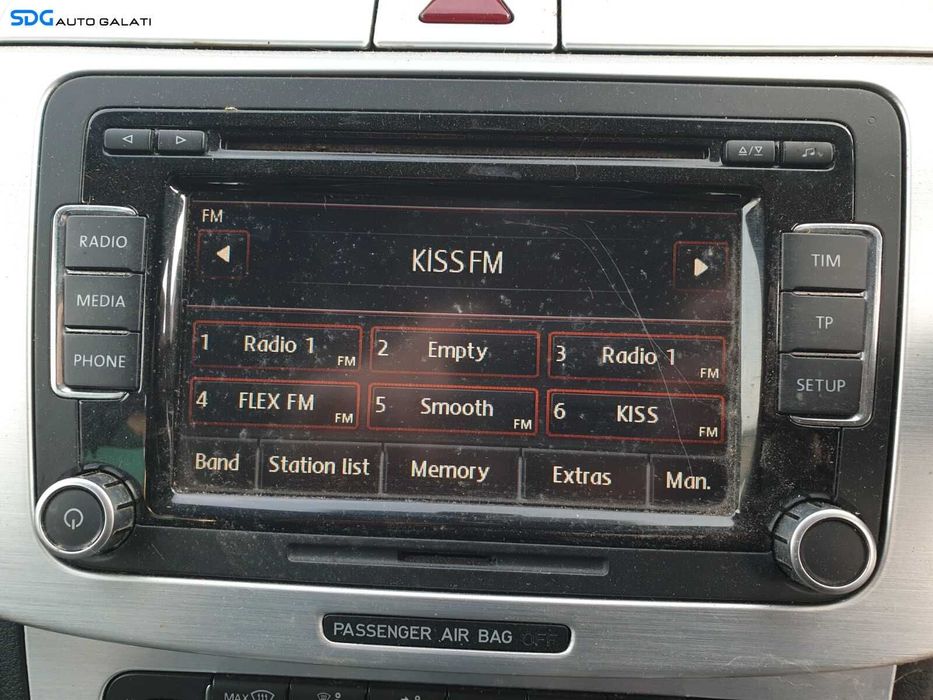 SDG AUTO GALATI
RADIO
MEDIA
PHONE
TIM
TP
SETUP
FM
KISS FM
1 Radio 1 FM
2 Empty
3 Radio 1 FM
4 FLEX FM FM
5 Smooth FM
6 KISS FM
Band
Station list
Memory
Extras
Man.
PASSENGER AIR BAG OFF
MAX